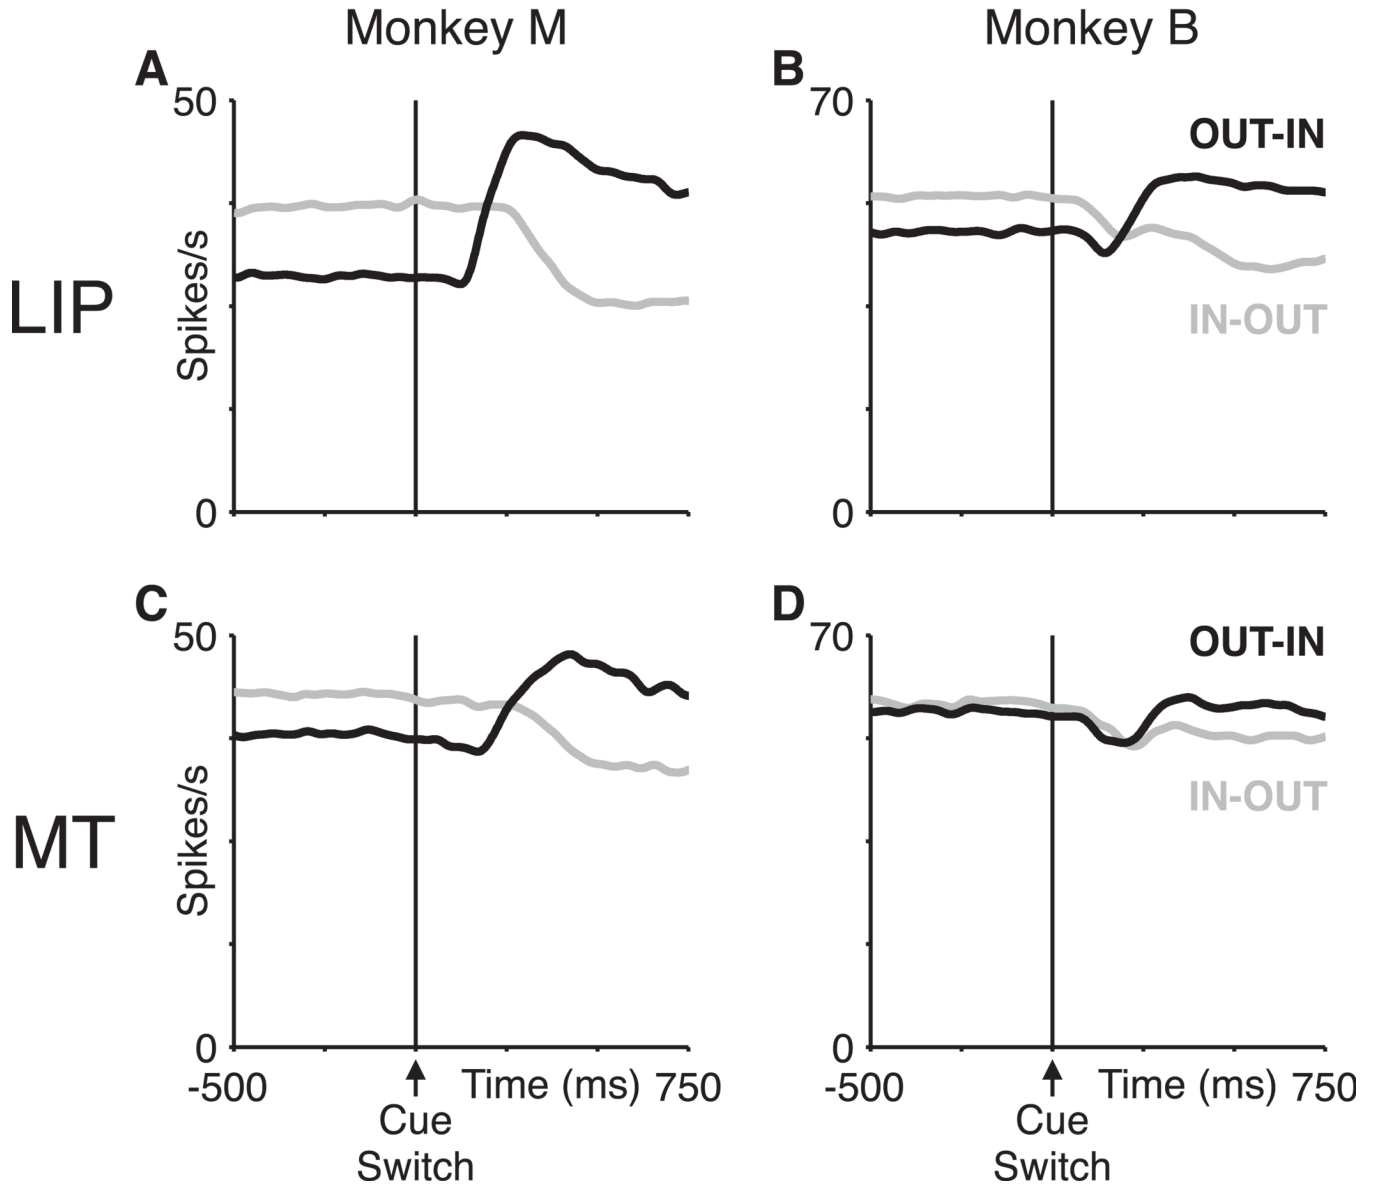 Monkey M
Monkey B
A
B
50
70
OUT-IN
Spikes/s
LIP
IN-OUT
0
0
C
D
50
70
OUT-IN
Spikes/s
IN-OUT
MT
0
0
-500
Time (ms)
750
-500
Time (ms)
750
Cue
Switch
Cue
Switch